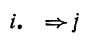 i. ⇒ j